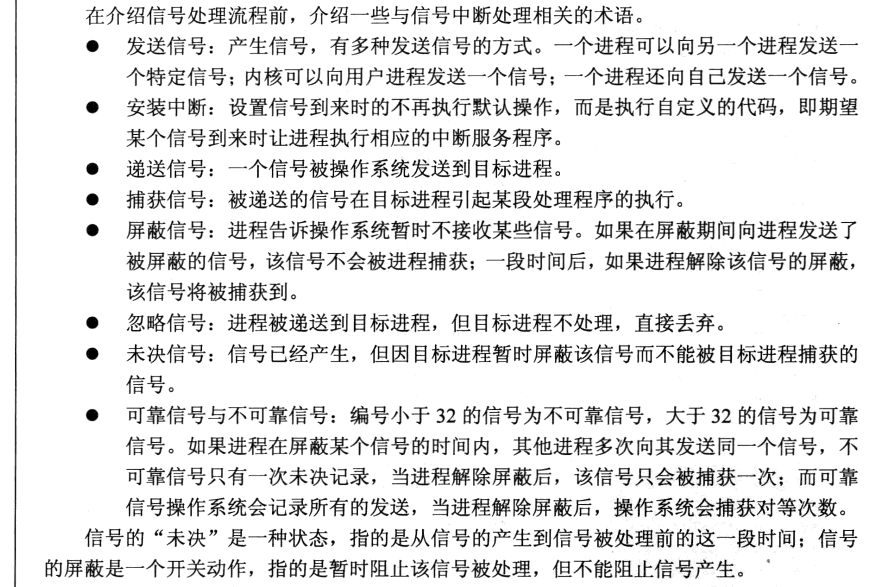 在介绍信号处理流程前，介绍一些与信号中断处理相关的术语。
● 发送信号：产生信号，有多种发送信号的方式。一个进程可以向另一个进程发送一
个特定信号；内核可以向用户进程发送一个信号；一个进程还向自己发送一个信号。
● 安装中断：设置信号到来时的不再执行默认操作，而是执行自定义的代码，即期望
某个信号到来时让进程执行相应的中断服务程序。
● 递送信号：一个信号被操作系统发送到目标进程。
● 捕获信号：被递送的信号在目标进程引起某段处理程序的执行。
● 屏蔽信号：进程告诉操作系统暂时不接收某些信号。如果在屏蔽期间向进程发送了
被屏蔽的信号，该信号不会被进程捕获；一段时间后，如果进程解除该信号的屏蔽，
该信号将被捕获到。
● 忽略信号：进程被递送到目标进程，但目标进程不处理，直接丢弃。
● 未决信号：信号已经产生，但因目标进程暂时屏蔽该信号而不能被目标进程捕获的
信号。
● 可靠信号与不可靠信号：编号小于 32 的信号为不可靠信号，大于 32 的信号为可靠
信号。如果进程在屏蔽某个信号的时间内，其他进程多次向其发送同一个信号，不
可靠信号只有一次未决记录，当进程解除屏蔽后，该信号只会被捕获一次；而可靠
信号操作系统会记录所有的发送，当进程解除屏蔽后，操作系统会捕获对等次数。
信号的“未决”是一种状态，指的是从信号的产生到信号被处理前的这一段时间；信号
的屏蔽是一个开关动作，指的是暂时阻止该信号被处理，但不能阻止信号产生。